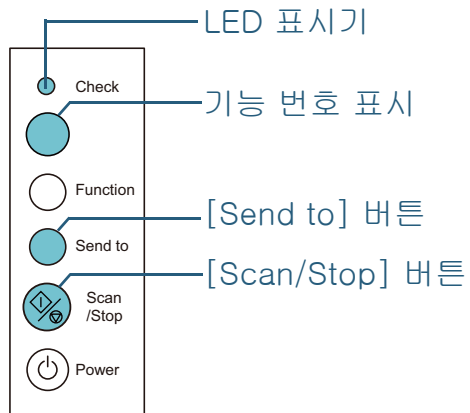 LED 표시기
Check
기능 번호 표시
Function
[Send to] 버튼
Send to
[Scan/Stop] 버튼
Scan
/Stop
Power